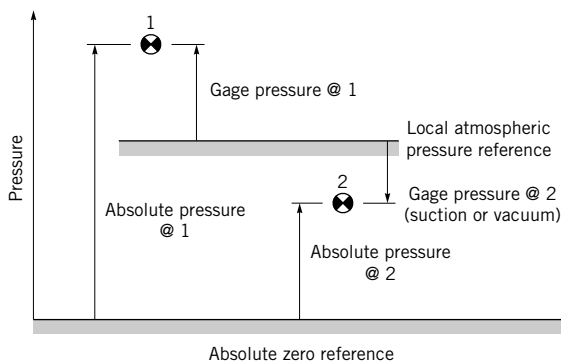 1
Gage pressure @ 1
Local atmospheric
pressure reference
Pressure
2
Gage pressure @ 2
(suction or vacuum)
Absolute pressure
@ 1
Absolute pressure
@ 2
Absolute zero reference